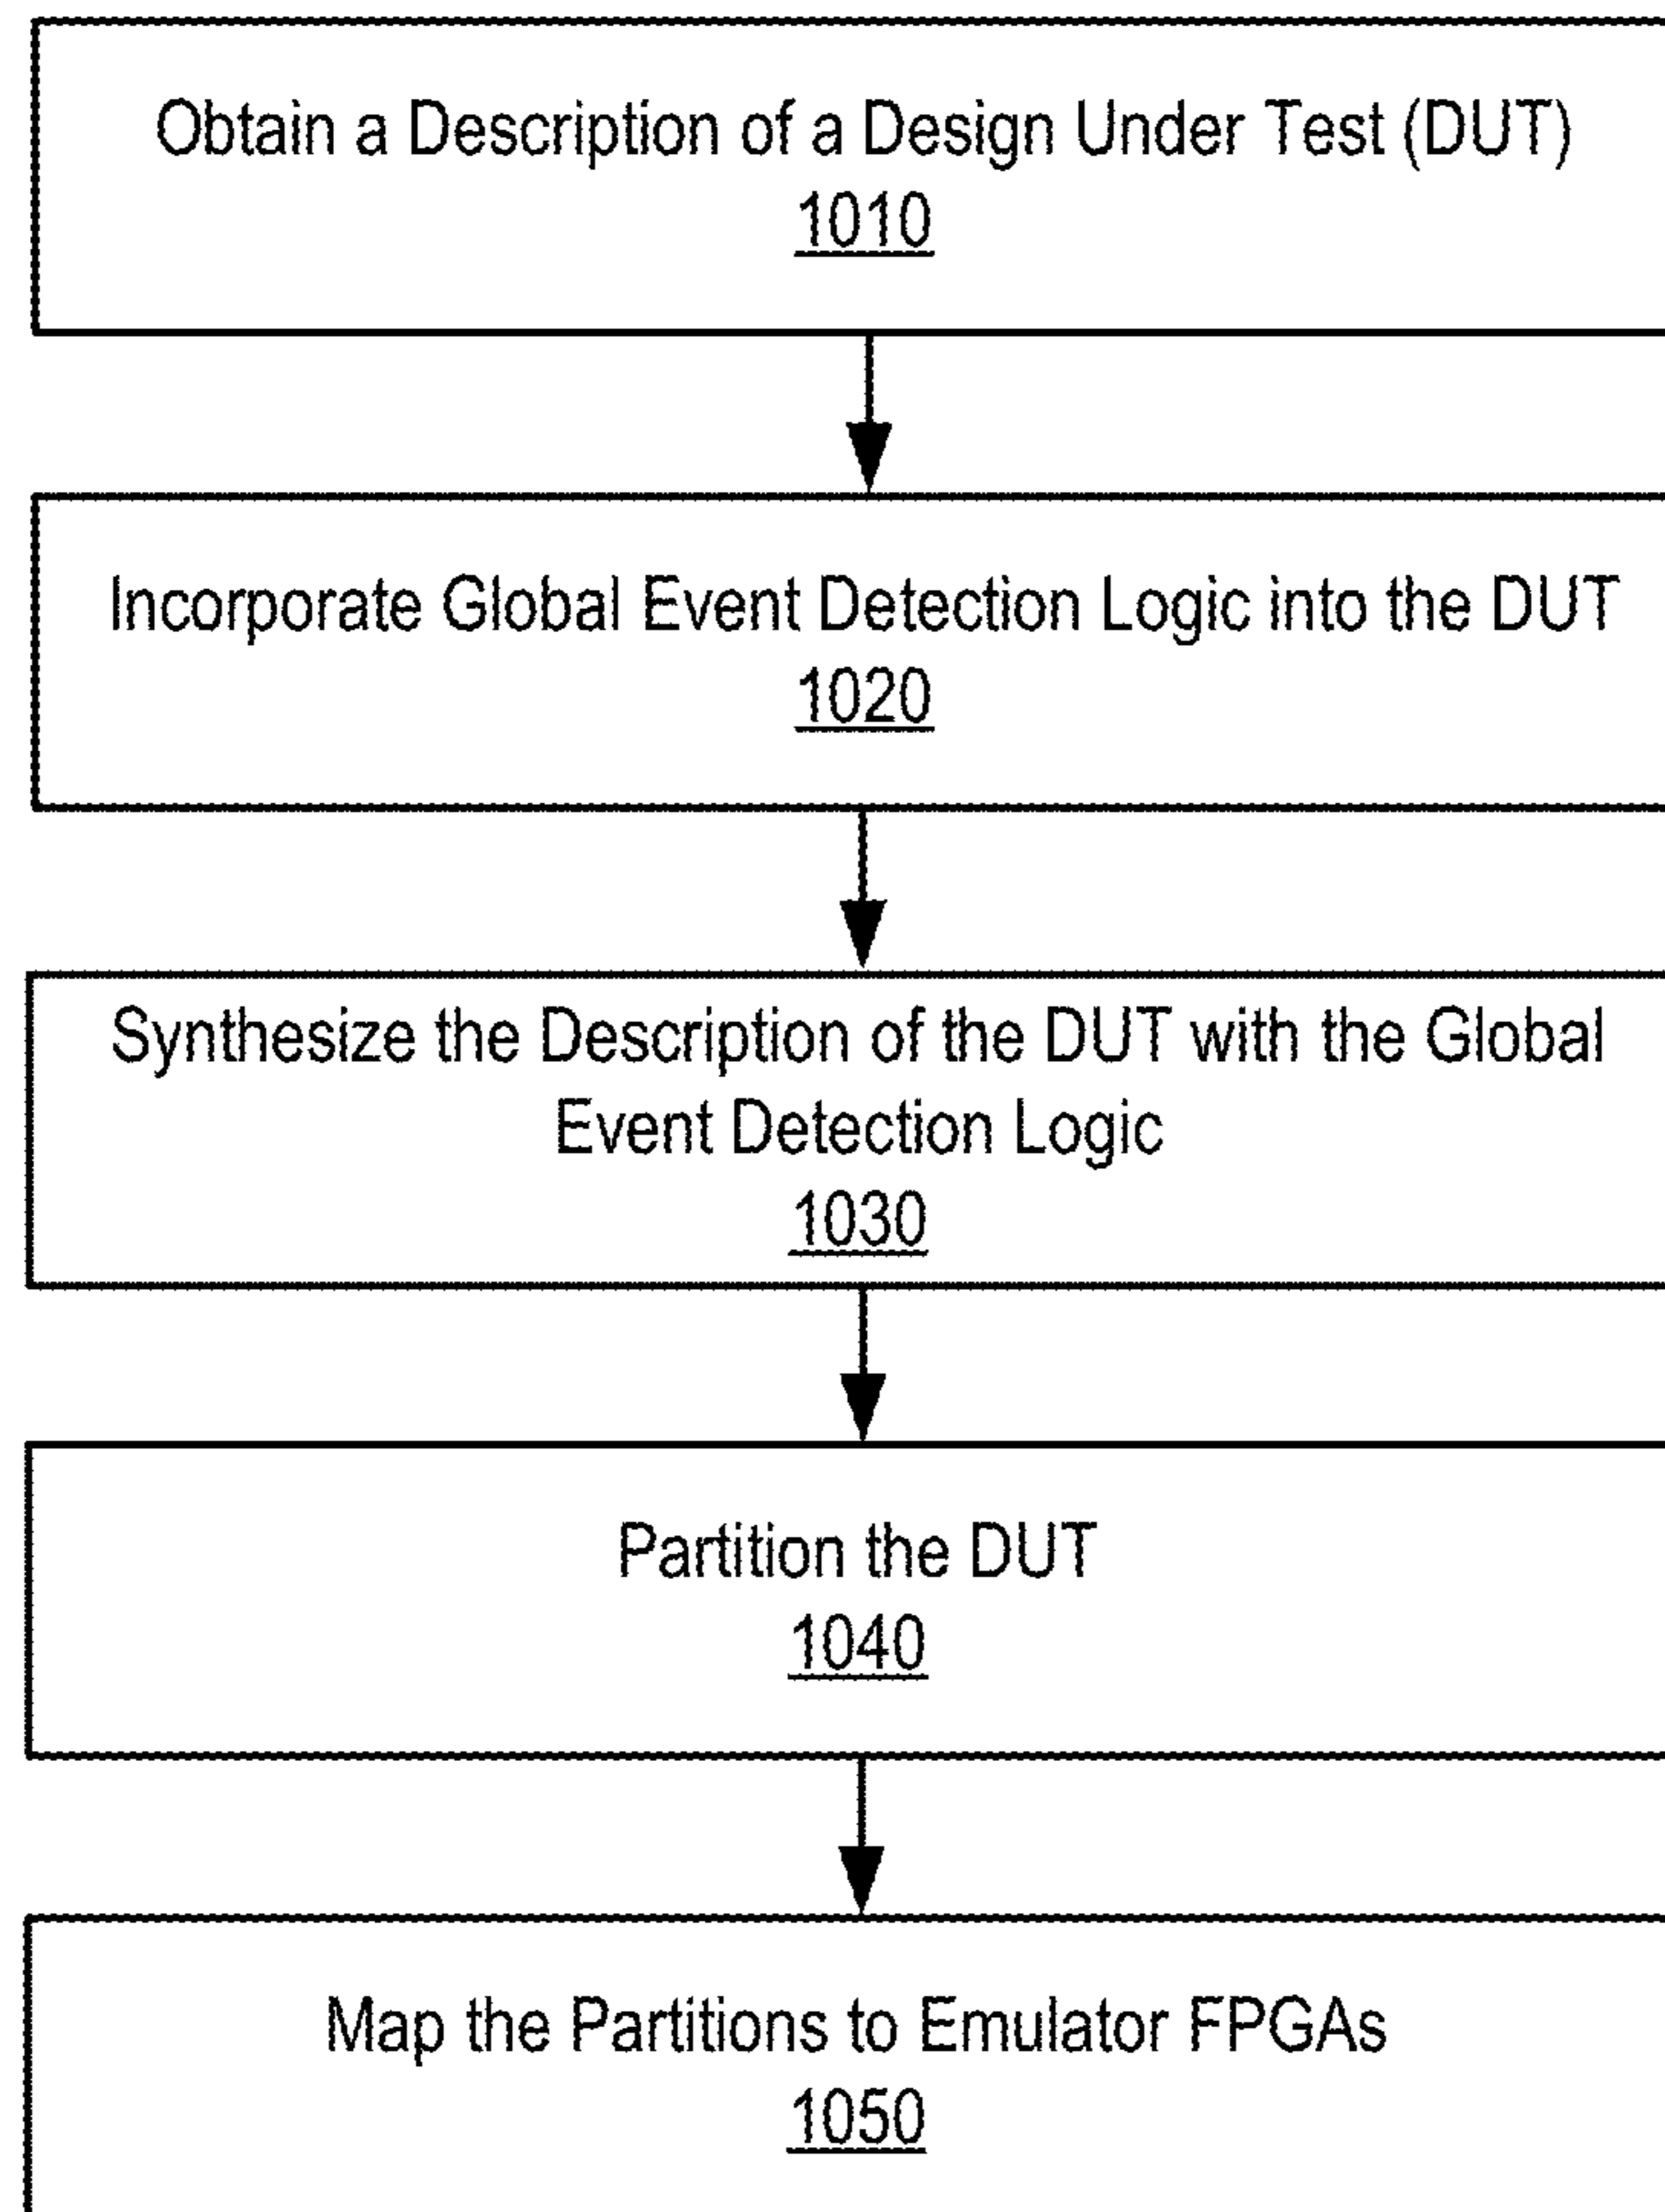 Obtain a Description of a Design Under Test (DUT)
1010
Incorporate Global Event Detection Logic into the DUT
1020
Synthesize the Description of the DUT with the Global
Event Detection Logic
1030
Partition the DUT
1040
Map the Partitions to Emulator FPGAs
1050